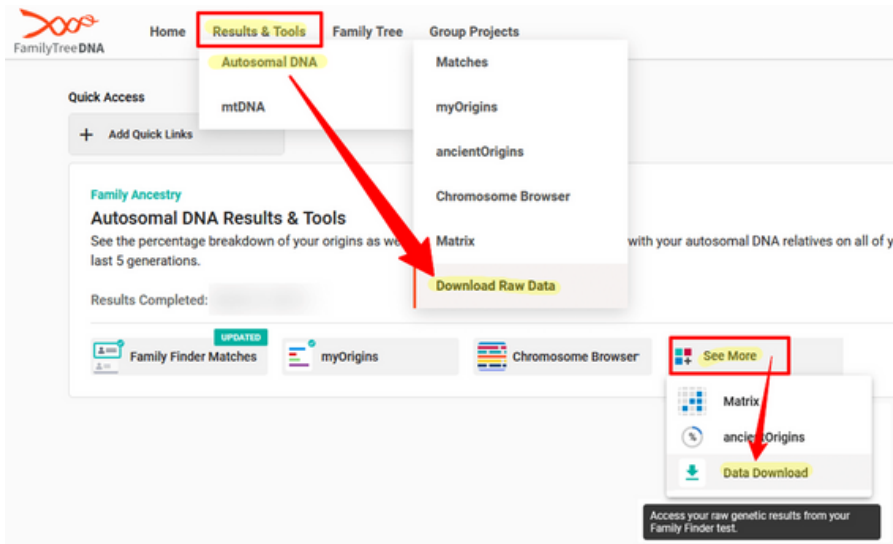 FamilyTreeDNA
Home Results & Tools Family Tree Group Projects
Autosomal DNA
mtDNA
Matches
myOrigins
ancientOrigins
Chromosome Browser
Matrix
Download Raw Data
Quick Access
+ Add Quick Links
Family Ancestry
Autosomal DNA Results & Tools
See the percentage breakdown of your origins as we with your autosomal DNA relatives on all of y
last 5 generations.
Results Completed:
UPDATED
Family Finder Matches myOrigins Chromosome Browser See More
Matrix
% ancientOrigins
Data Download
Access your raw genetic results from your
Family Finder test.